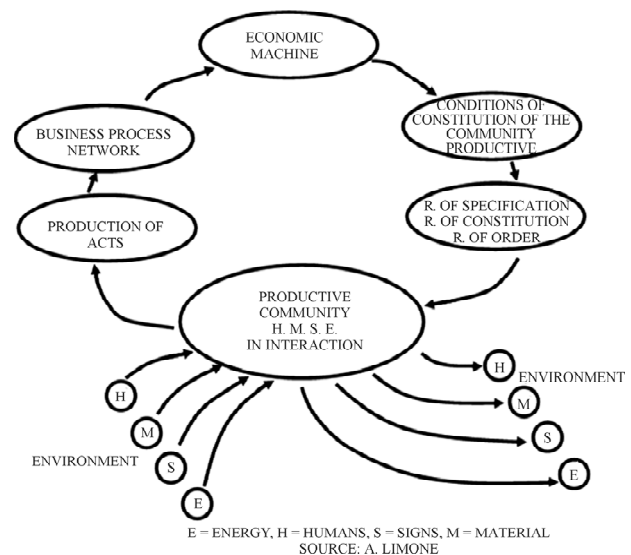 ECONOMIC
MACHINE
CONDITIONS OF
CONSTITUTION OF THE
COMMUNITY
PRODUCTIVE
BUSINESS PROCESS
NETWORK
R. OF SPECIFICATION
R. OF CONSTITUTION
R. OF ORDER
PRODUCTION OF
ACTS
PRODUCTIVE
COMMUNITY
H. M. S. E.
IN INTERACTION
H
M
S
E
ENVIRONMENT
H
M
S
E
ENVIRONMENT
E = ENERGY, H = HUMANS, S = SIGNS, M = MATERIAL
SOURCE: A. LIMONE